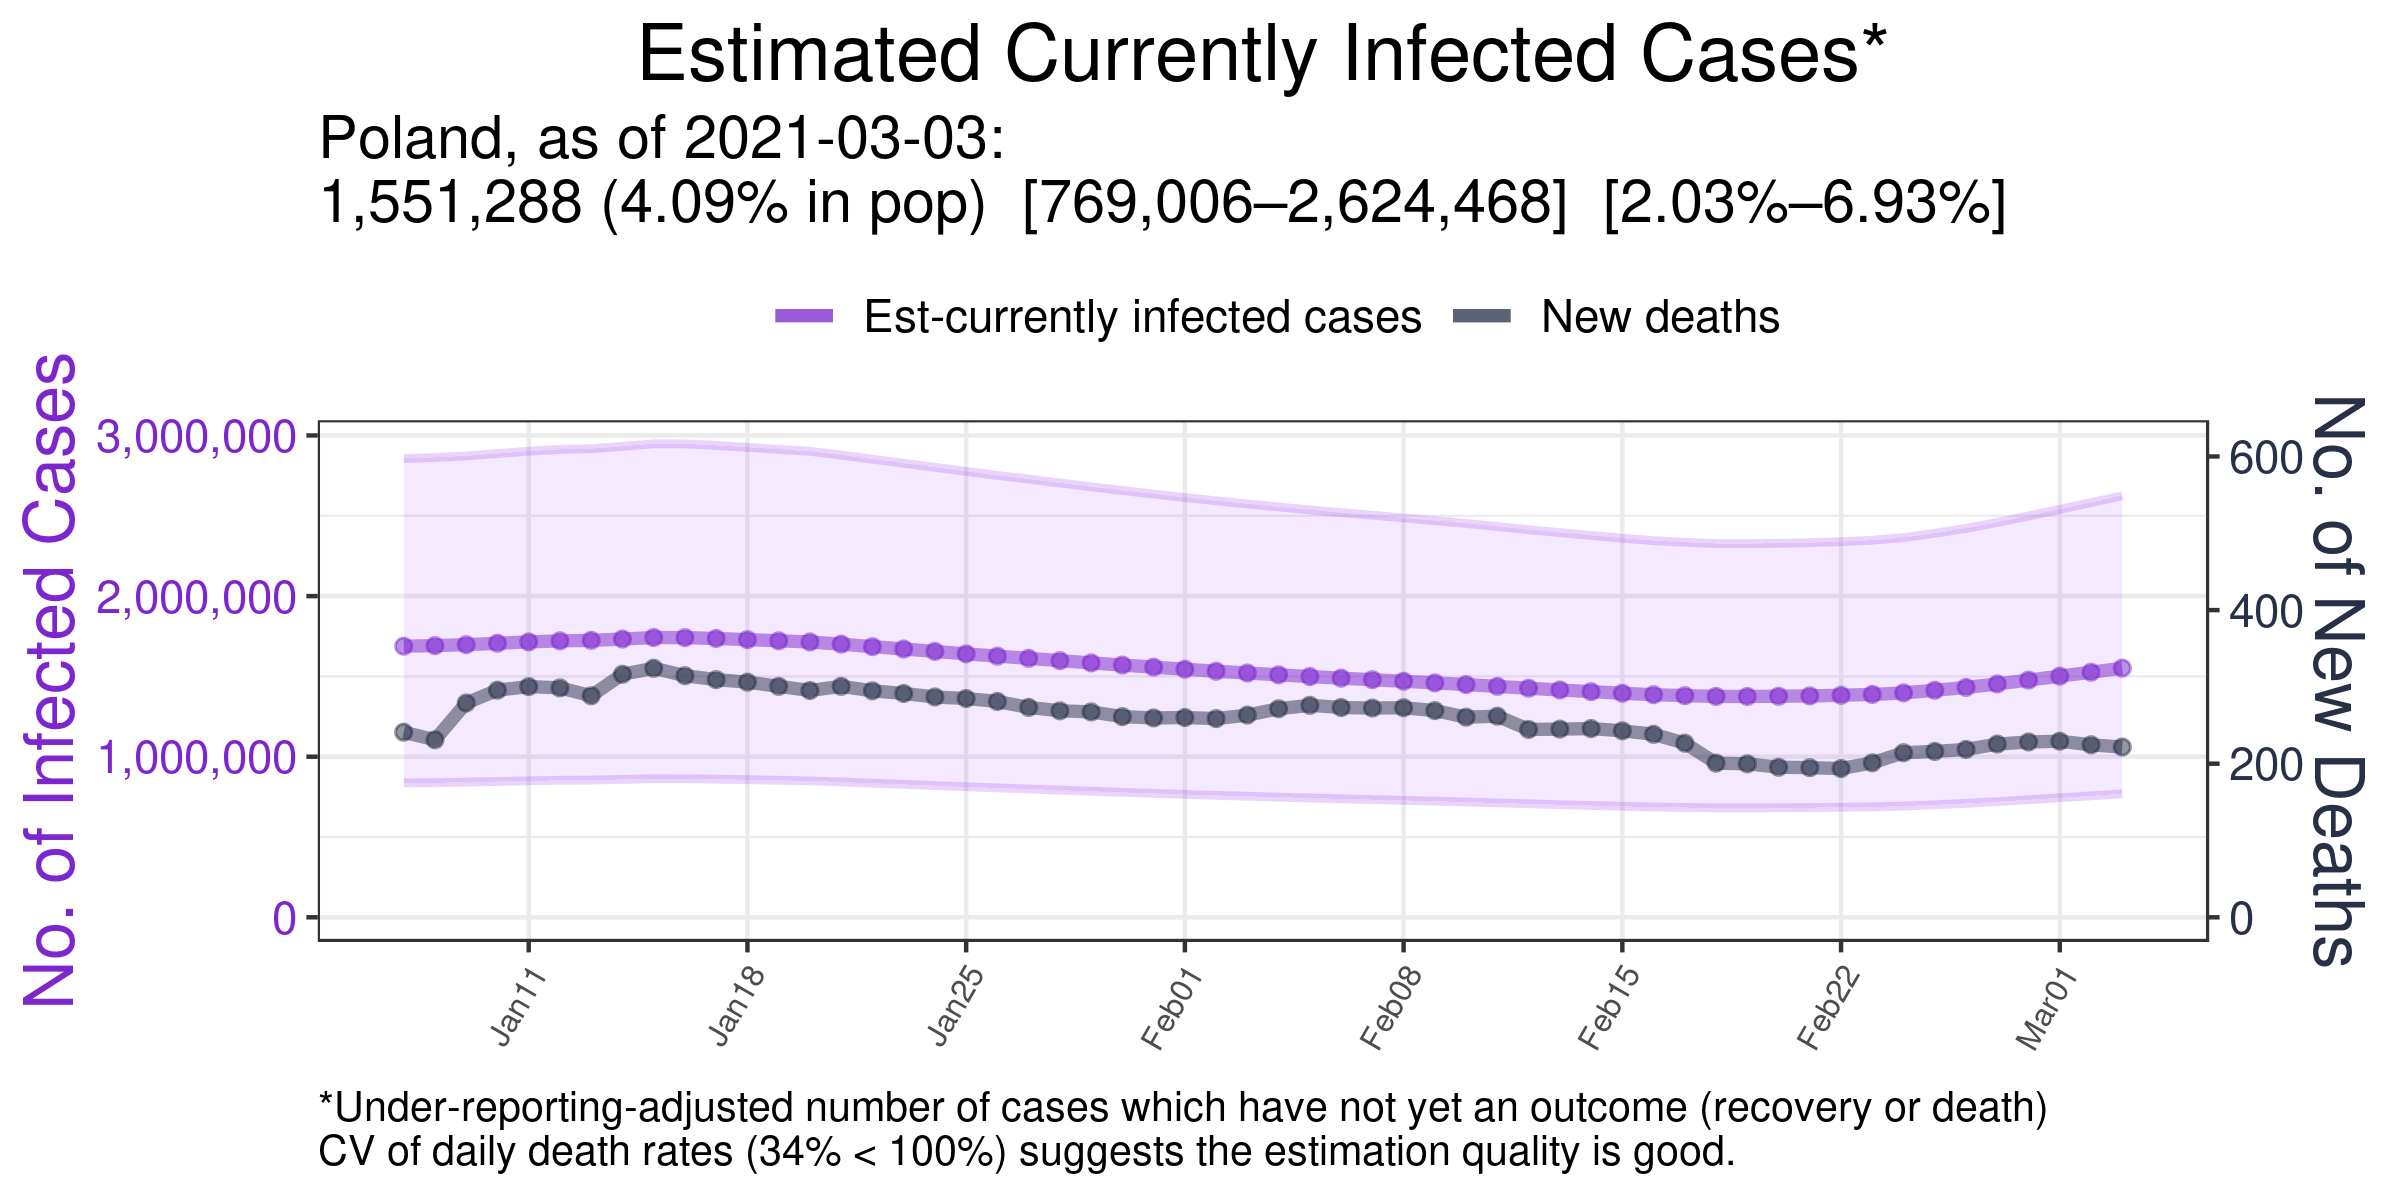 Estimated Currently Infected Cases*
Poland, as of 2021-03-03:
1,551,288 (4.09% in pop)  [769,006–2,624,468]  [2.03%–6.93%]
Est-currently infected cases
New deaths
No. of Infected Cases
3,000,000
2,000,000
1,000,000
0
600
400
200
0
No. of New Deaths
Jan11
Jan18
Jan25
Feb01
Feb08
Feb15
Feb22
Mar01
*Under-reporting-adjusted number of cases which have not yet an outcome (recovery or death)
CV of daily death rates (34% < 100%) suggests the estimation quality is good.